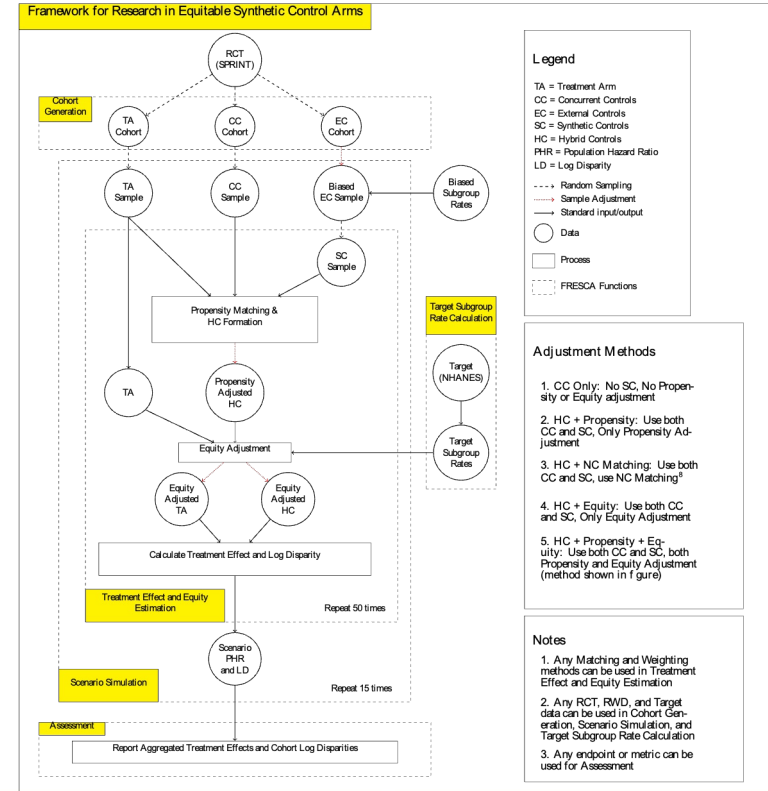 Framework for Research in Equitable Synthetic Control Arms
RCT
(SPRINT)
Cohort
Generation
TA
Cohort
CC
Cohort
EC
Cohort
TA
Sample
CC
Sample
Biased
EC Sample
Biased
Subgroup
Rates
SC
Sample
Propensity Matching &
HC Formation
Target Subgroup
Rate Calculation
TA
Propensity
Adjusted
HC
Target
(NHANES)
Equity Adjustment
Target
Subgroup
Rates
Equity
Adjusted
TA
Equity
Adjusted
HC
Calculate Treatment Effect and Log Disparity
Treatment Effect and Equity
Estimation
Repeat 50 times
Scenario
PHR
and LD
Scenario Simulation
Repeat 15 times
Assessment
Report Aggregated Treatment Effects and Cohort Log Disparities
Legend
TA = Treatment Arm
CC = Concurrent Controls
EC = External Controls
SC = Synthetic Controls
HC = Hybrid Controls
PHR = Population Hazard Ratio
LD = Log Disparity
Random Sampling
Sample Adjustment
Standard input/output
Data
Process
FRESCA Functions
Adjustment Methods
1. CC Only: No SC, No Propen-
sity or Equity adjustment
2. HC + Propensity: Use both
CC and SC, Only Propensity Ad-
justment
3. HC + NC Matching: Use both
CC and SC, use NC Matching⁸
4. HC + Equity: Use both CC
and SC, Only Equity Adjustment
5. HC + Propensity + Eq-
uity: Use both CC and SC, both
Propensity and Equity Adjustment
(method shown in f gure)
Notes
1. Any Matching and Weighting
methods can be used in Treatment
Effect and Equity Estimation
2. Any RCT, RWD, and Target
data can be used in Cohort Gen-
eration, Scenario Simulation, and
Target Subgroup Rate Calculation
3. Any endpoint or metric can be
used for Assessment